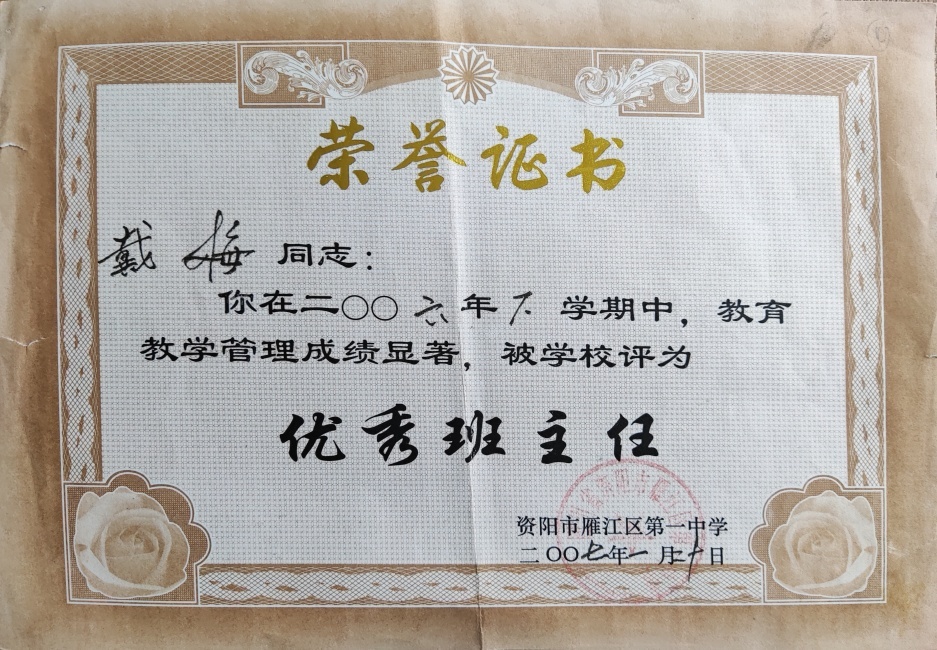 荣誉证书
戴梅同志：
你在二〇〇六年下学期中，教育
教学管理成绩显著，被学校评为
优秀班主任
资阳市雁江区第一中学
二〇〇七年一月二十日